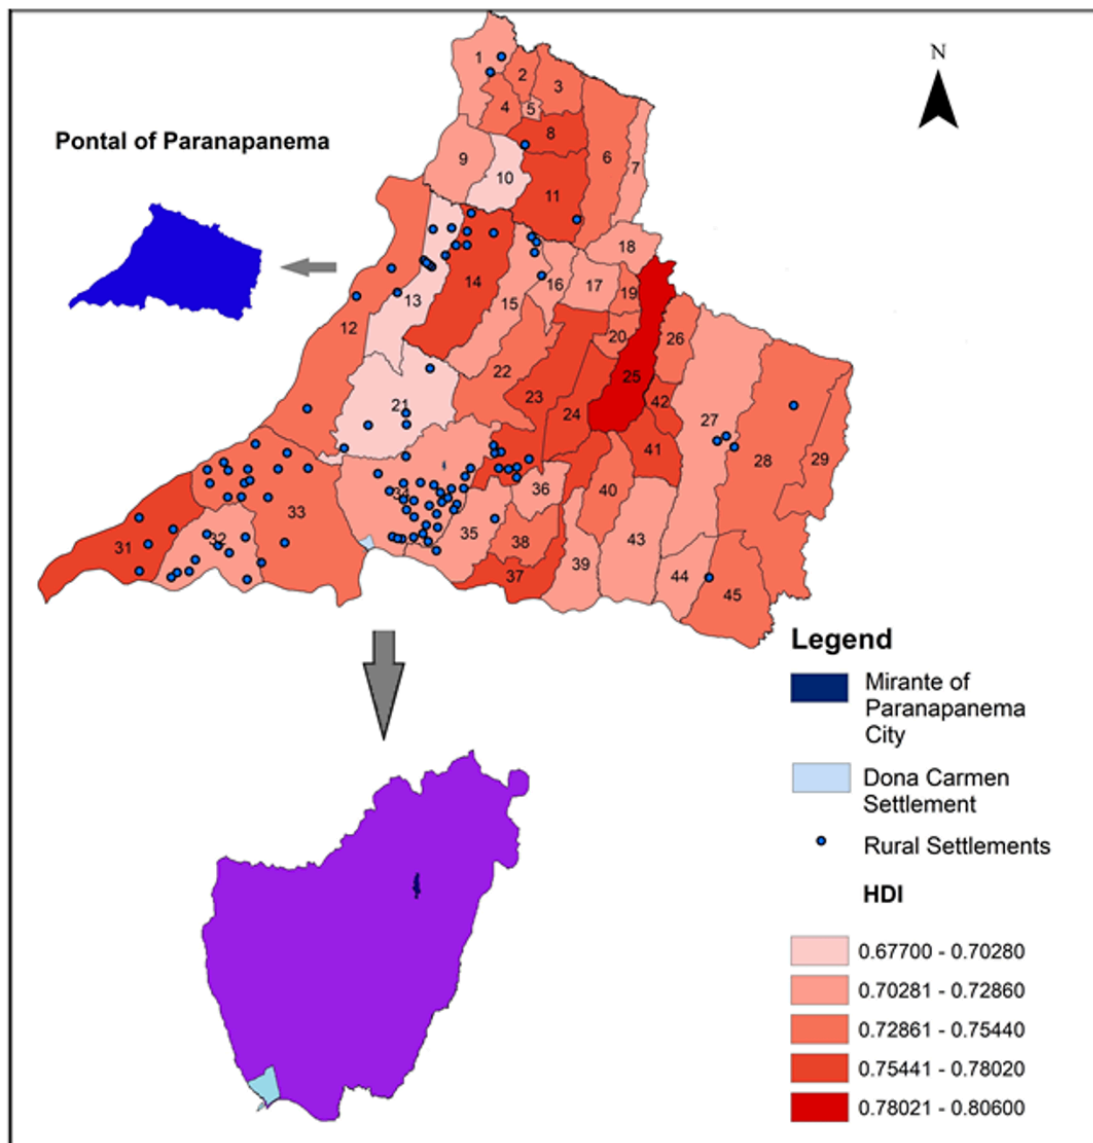 N
Pontal of Paranapanema
1
2
3
4
5
6
7
8
9
10
11
12
13
14
15
16
17
18
19
20
21
22
23
24
25
26
27
28
29
31
32
33
34
35
36
37
38
39
40
41
42
43
44
45
Legend
Mirante of
Paranapanema
City
Dona Carmen
Settlement
Rural Settlements
HDI
0.67700 - 0.70280
0.70281 - 0.72860
0.72861 - 0.75440
0.75441 - 0.78020
0.78021 - 0.80600